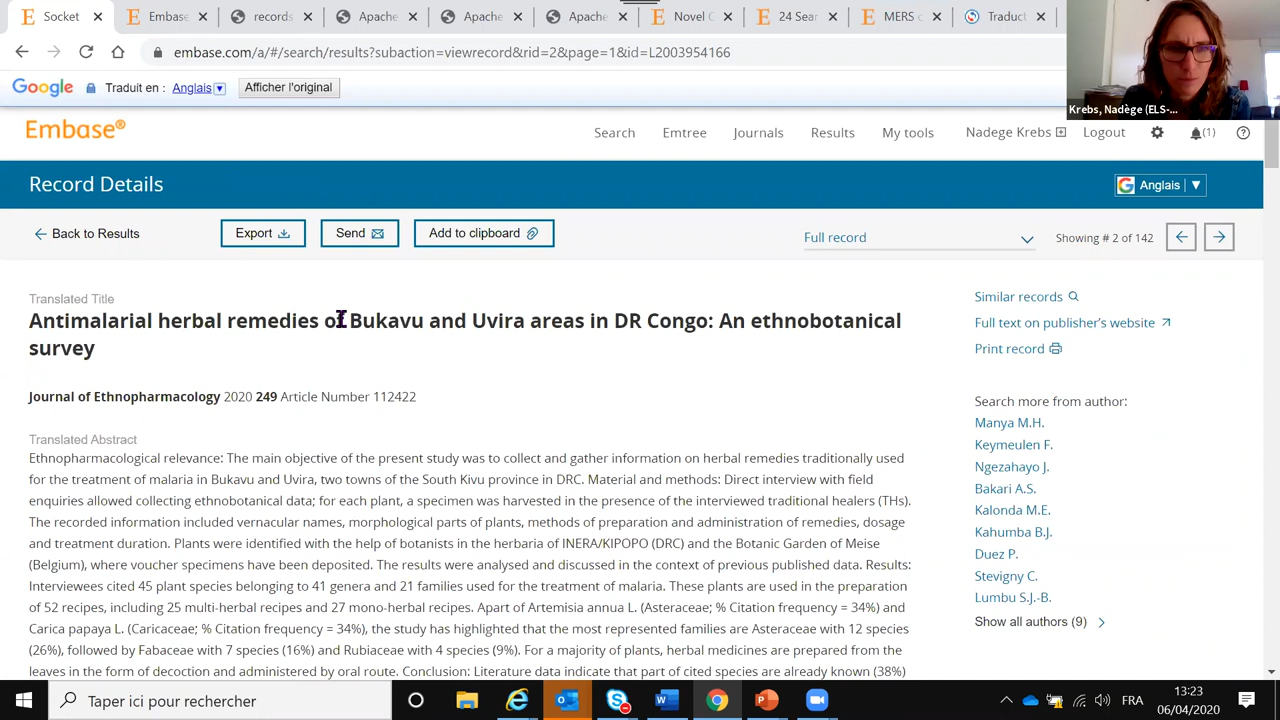 Socket
Embase
records
Apache
Apache
Apache
Novel C
24 Sear
MERS c
Traduct
embase.com/a/#/search/results?subaction=viewrecord&rid=2&page=1&id=L2003954166
Krebs, Nadège (ELS-...
Google Traduit en : Anglais Afficher l'original
Embase®
Search Emtree Journals Results My tools Nadege Krebs Logout (1)
Record Details
Anglais
Back to Results Export Send Add to clipboard
Full record Showing # 2 of 142
Translated Title
Antimalarial herbal remedies of Bukavu and Uvira areas in DR Congo: An ethnobotanical
survey
Journal of Ethnopharmacology 2020 249 Article Number 112422
Translated Abstract
Ethnopharmacological relevance: The main objective of the present study was to collect and gather information on herbal remedies traditionally used
for the treatment of malaria in Bukavu and Uvira, two towns of the South Kivu province in DRC. Material and methods: Direct interview with field
enquiries allowed collecting ethnobotanical data; for each plant, a specimen was harvested in the presence of the interviewed traditional healers (THs).
The recorded information included vernacular names, morphological parts of plants, methods of preparation and administration of remedies, dosage
and treatment duration. Plants were identified with the help of botanists in the herbaria of INERA/KIPOPO (DRC) and the Botanic Garden of Meise
(Belgium), where voucher specimens have been deposited. The results were analysed and discussed in the context of previous published data. Results:
Interviewees cited 45 plant species belonging to 41 genera and 21 families used for the treatment of malaria. These plants are used in the preparation
of 52 recipes, including 25 multi-herbal recipes and 27 mono-herbal recipes. Apart of Artemisia annua L. (Asteraceae; % Citation frequency = 34%) and
Carica papaya L. (Caricaceae; % Citation frequency = 34%), the study has highlighted that the most represented families are Asteraceae with 12 species
(26%), followed by Fabaceae with 7 species (16%) and Rubiaceae with 4 species (9%). For a majority of plants, herbal medicines are prepared from the
leaves in the form of decoction and administered by oral route. Conclusion: Literature data indicate that part of cited species are already known (38%)
Similar records
Full text on publisher's website
Print record
Search more from author:
Manya M.H.
Keymeulen F.
Ngezahayo J.
Bakari A.S.
Kalonda M.E.
Kahumba B.J.
Duez P.
Stevigny C.
Lumbu S.J.-B.
Show all authors (9)
Taper ici pour rechercher
FRA
13:23
06/04/2020